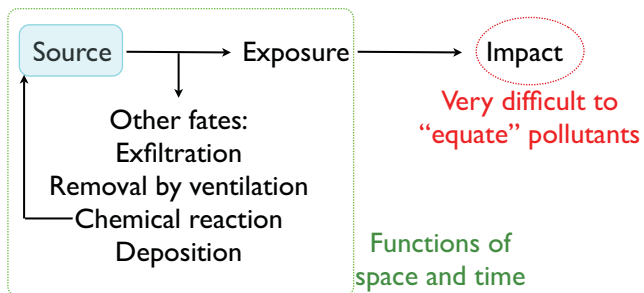 Source
Exposure
Impact
Very difficult to
“equate” pollutants
Other fates:
Exfiltration
Removal by ventilation
Chemical reaction
Deposition
Functions of
space and time